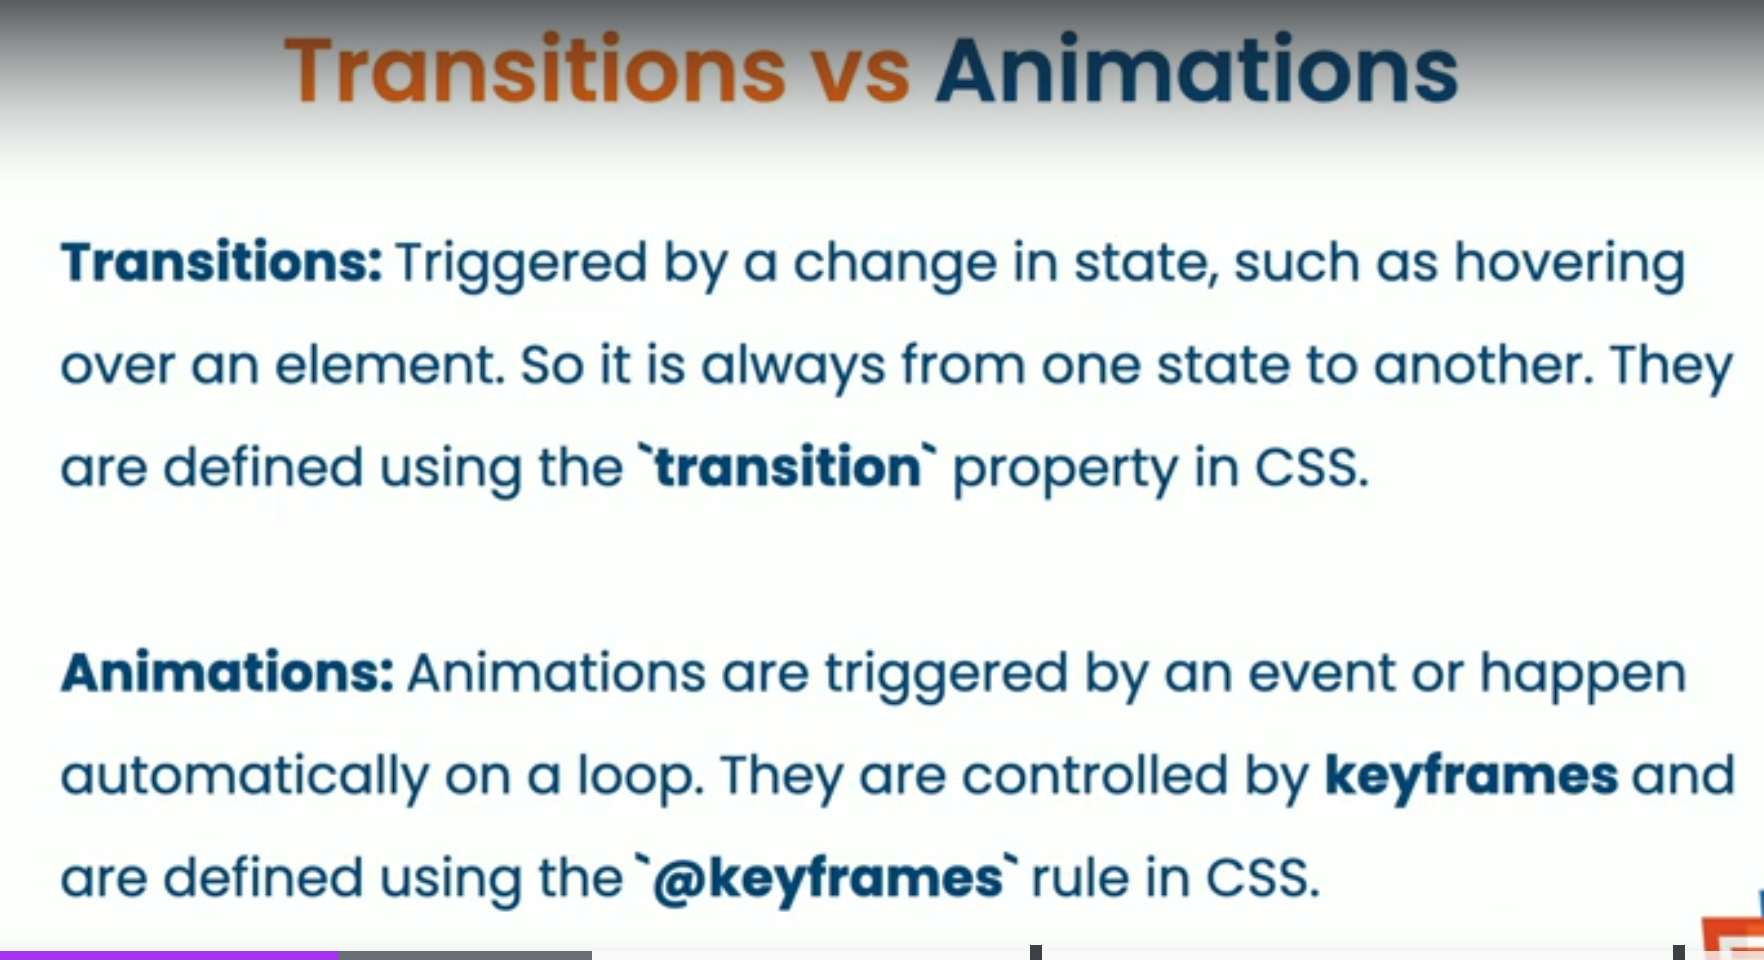 Transitions vs Animations
Transitions: Triggered by a change in state, such as hovering
over an element. So it is always from one state to another. They
are defined using the `transition` property in CSS.
Animations: Animations are triggered by an event or happen
automatically on a loop. They are controlled by keyframes and
are defined using the `@keyframes` rule in CSS.